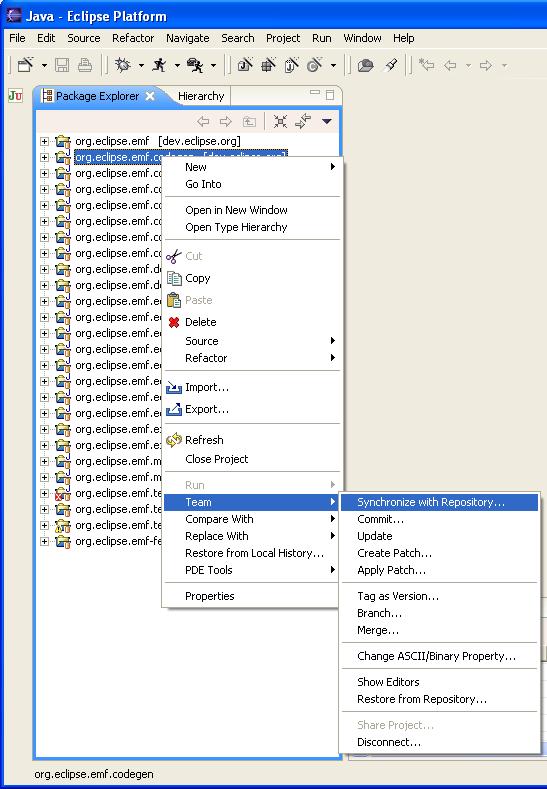 Java - Eclipse Platform
File Edit Source Refactor Navigate Search Project Run Window Help
JU
Package Explorer Hierarchy
org.eclipse.emf [dev.eclipse.org]
org.eclipse.emf.codegen [dev.eclipse.org]
org.eclipse.emf.co
org.eclipse.emf.co
org.eclipse.emf.co
org.eclipse.emf.co
org.eclipse.emf.co
org.eclipse.emf.co
org.eclipse.emf.do
org.eclipse.emf.do
org.eclipse.emf.ec
org.eclipse.emf.ec
org.eclipse.emf.ec
org.eclipse.emf.ec
org.eclipse.emf.ec
org.eclipse.emf.ec
org.eclipse.emf.ec
org.eclipse.emf.ec
org.eclipse.emf.ex
org.eclipse.emf.ex
org.eclipse.emf.m
org.eclipse.emf.m
org.eclipse.emf.te
org.eclipse.emf.te
org.eclipse.emf.te
org.eclipse.emf-fe
New
Go Into
Open in New Window
Open Type Hierarchy
Cut
Copy
Paste
Delete
Source
Refactor
Import...
Export...
Refresh
Close Project
Run
Team
Compare With
Replace With
Restore from Local History...
PDE Tools
Properties
Synchronize with Repository...
Commit...
Update
Create Patch...
Apply Patch...
Tag as Version...
Branch...
Merge...
Change ASCII/Binary Property...
Show Editors
Restore from Repository...
Share Project...
Disconnect...
org.eclipse.emf.codegen